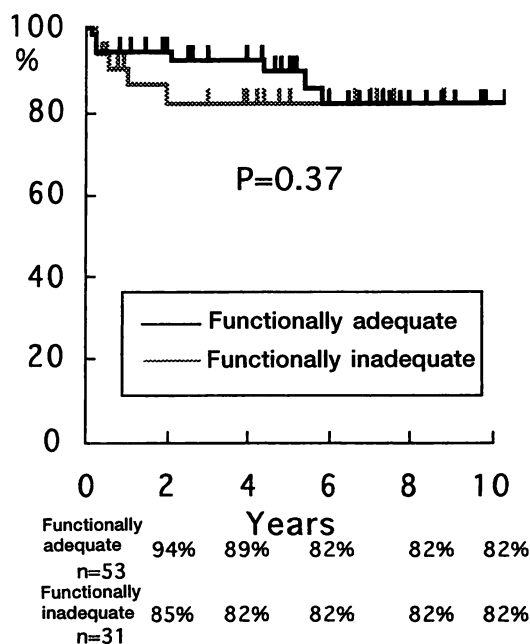 100
%
80
60
40
20
0
P=0.37
Functionally adequate
Functionally inadequate
0 2 4 6 8 10
Years
Functionally
adequate 94% 89% 82% 82% 82%
n=53
Functionally
inadequate 85% 82% 82% 82% 82%
n=31